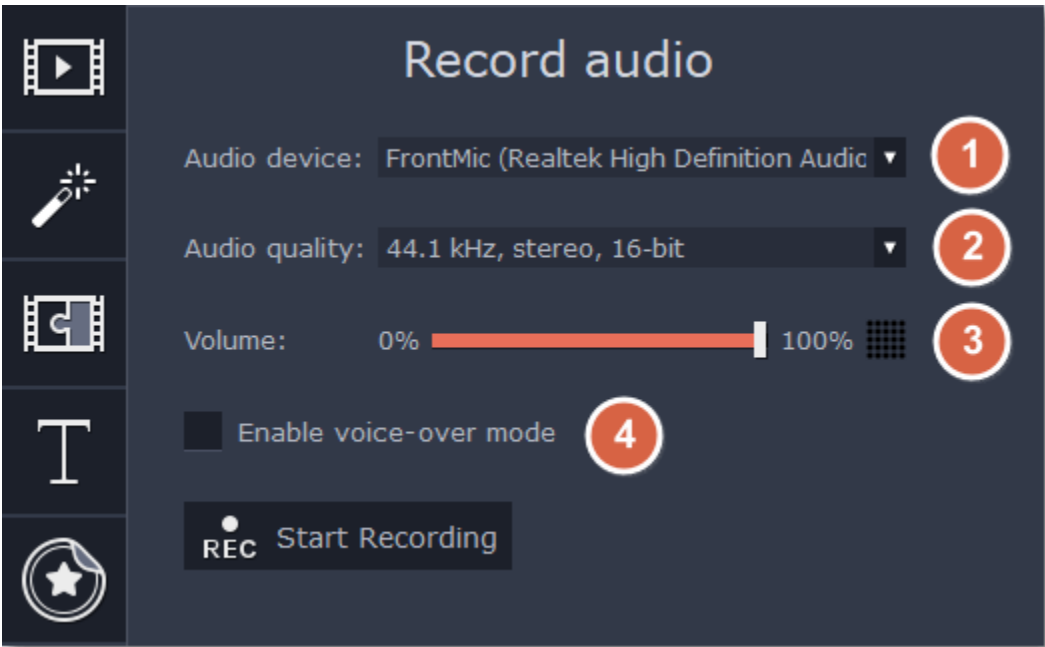 Record audio
Audio device: FrontMic (Realtek High Definition Audic 1
Audio quality: 44.1 kHz, stereo, 16-bit 2
Volume: 0% 100% 3
Enable voice-over mode 4
REC Start Recording
T